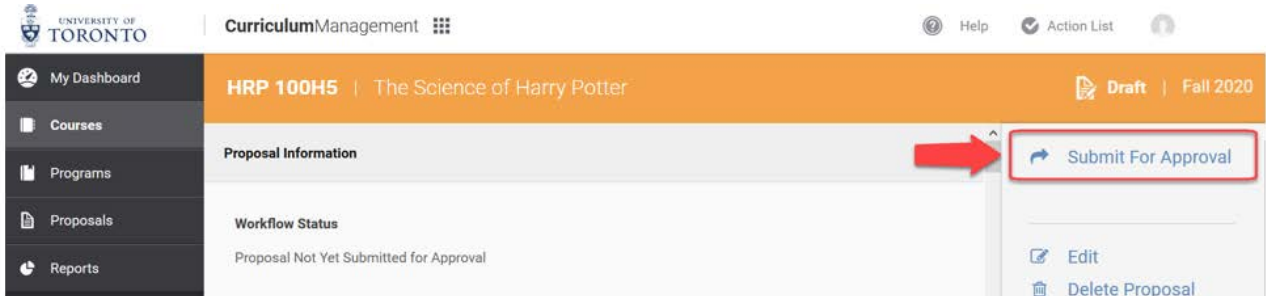 UNIVERSITY OF
TORONTO
CurriculumManagement
Help
Action List
My Dashboard
HRP 100H5 | The Science of Harry Potter
Draft | Fall 2020
Courses
Proposal Information
Submit For Approval
Programs
Proposals
Workflow Status
Proposal Not Yet Submitted for Approval
Edit
Reports
Delete Proposal